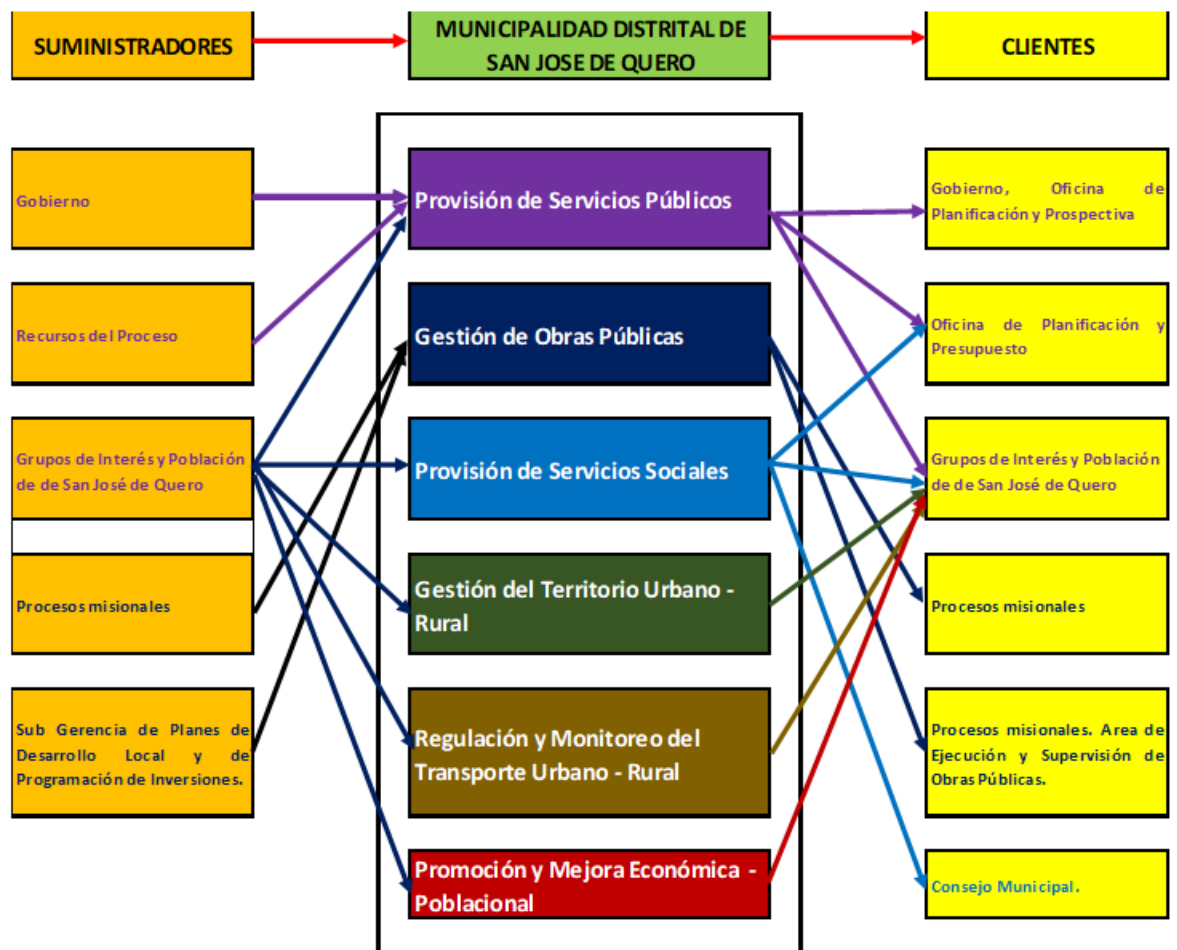 SUMINISTRADORES
MUNICIPALIDAD DISTRITAL DE
SAN JOSE DE QUERO
CLIENTES
Gobierno
Recursos del Proceso
Grupos de Interés y Población
de de San José de Quero
Procesos misionales
Sub Gerencia de Planes de
Desarrollo Local y de
Programación de Inversiones.
Provisión de Servicios Públicos
Gestión de Obras Públicas
Provisión de Servicios Sociales
Gestión del Territorio Urbano -
Rural
Regulación y Monitoreo del
Transporte Urbano - Rural
Promoción y Mejora Económica -
Poblacional
Gobierno, Oficina de
Planificación y Prospectiva
Oficina de Planificación y
Presupuesto
Grupos de Interés y Población
de de San José de Quero
Procesos misionales
Procesos misionales. Area de
Ejecución y Supervisión de
Obras Públicas.
Consejo Municipal.